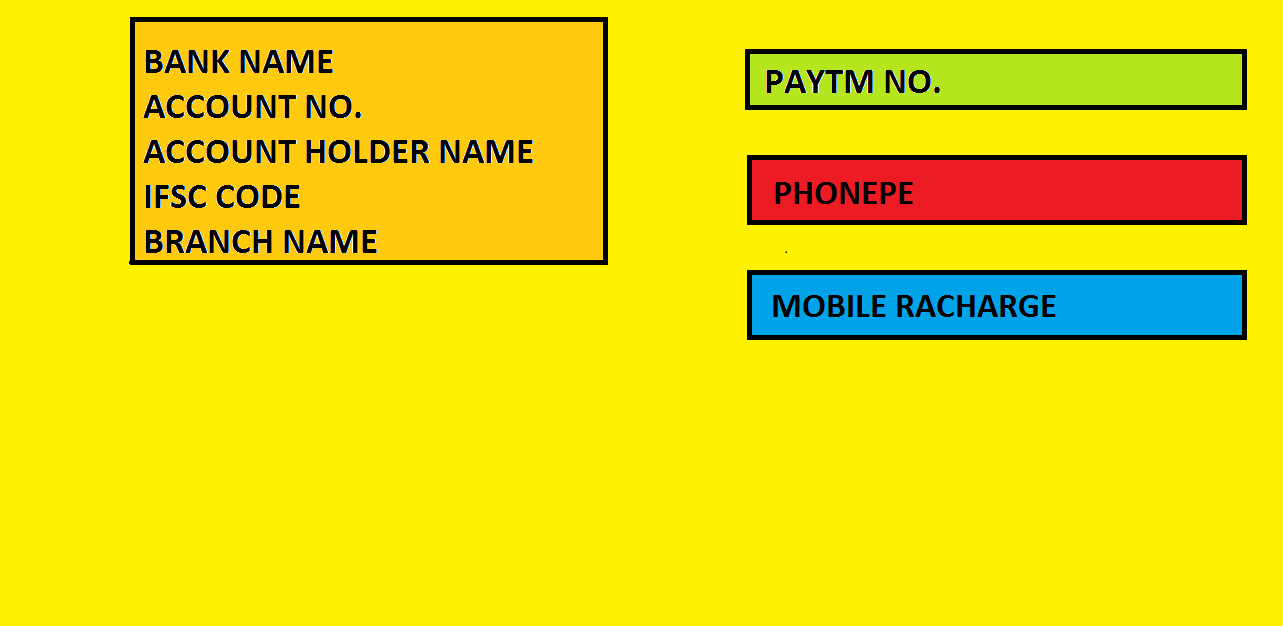 BANK NAME
ACCOUNT NO.
ACCOUNT HOLDER NAME
IFSC CODE
BRANCH NAME
PAYTM NO.
PHONEPE
MOBILE RACHARGE